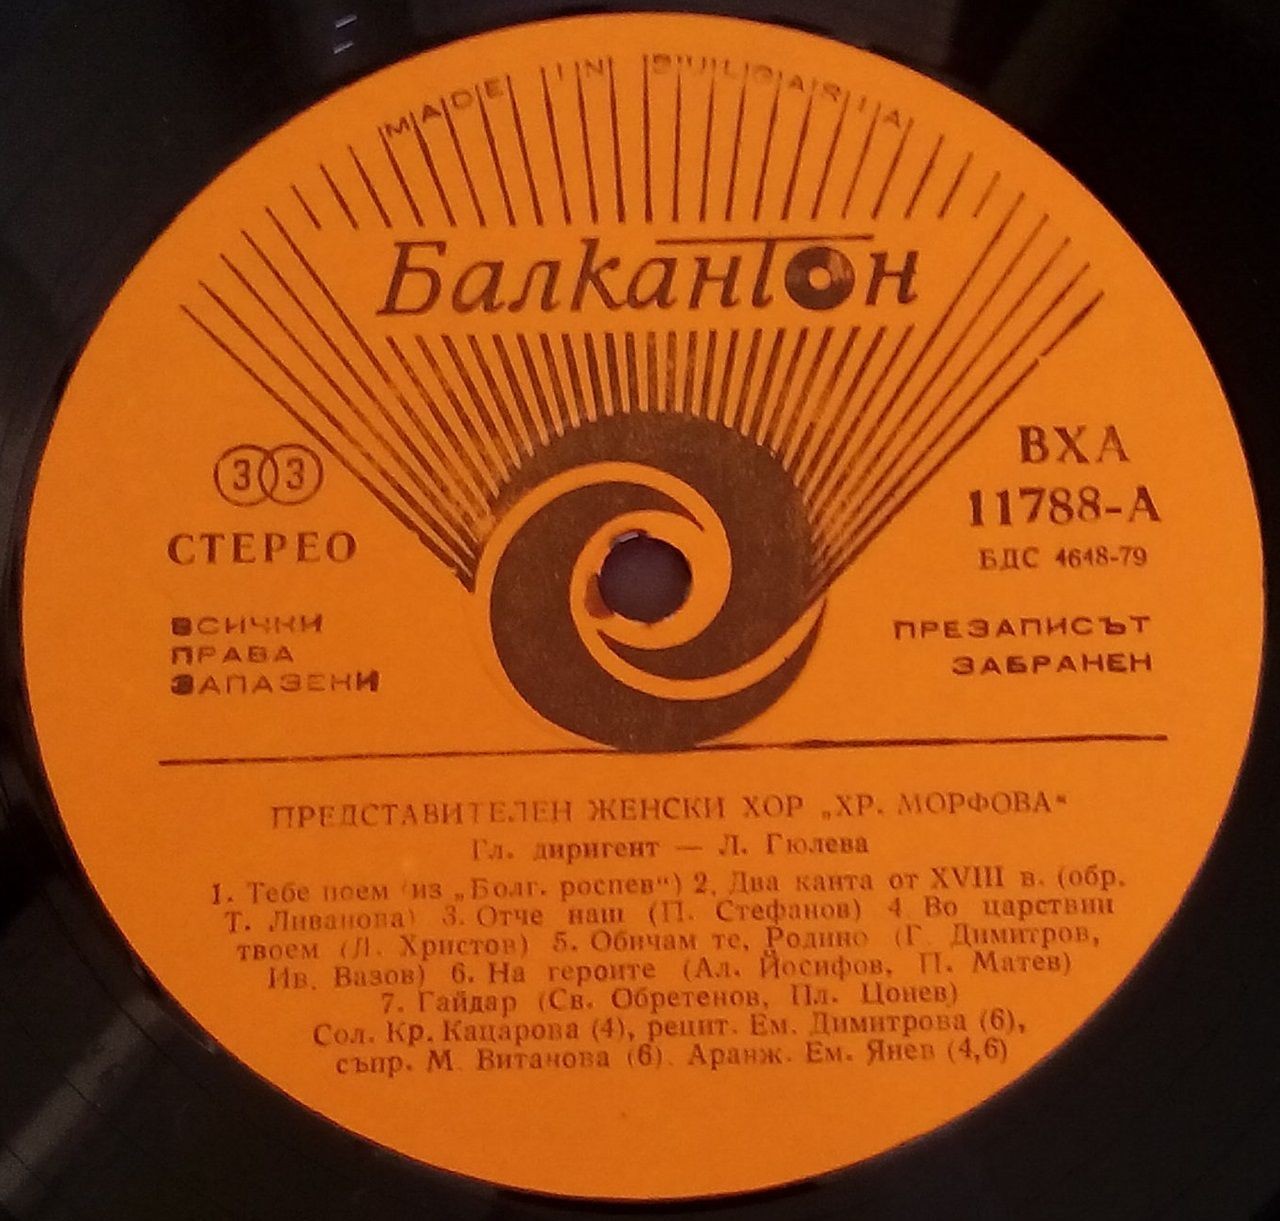 MADE IN BULGARIA
Балкантон
33
СТЕРЕО
ВСИЧКИ
ПРАВА
ЗАПАЗЕНИ
ВХА
11788-А
БДС 4648-79
ПРЕЗАПИСЪТ
ЗАБРАНЕН
ПРЕДСТАВИТЕЛЕН ЖЕНСКИ ХОР „ХР. МОРФОВА“
Гл. диригент — Л. Гюлева
1. Тебе поем (из „Болг. роспев“) 2. Два канта от XVIII в. (обр.
Т. Ливанова) 3. Отче наш (П. Стефанов) 4 Во царствии
твоем (Д. Христов) 5. Обичам те, Родино (Г. Димитров,
Ив. Вазов) 6. На героите (Ал. Йосифов, П. Матев)
7. Гайдар (Св. Обретенов, Пл. Цонев)
Сол. Кр. Кацарова (4), рецит. Ем. Димитрова (6),
съпр. М. Витанова (6). Аранж. Ем. Янев (4,6)